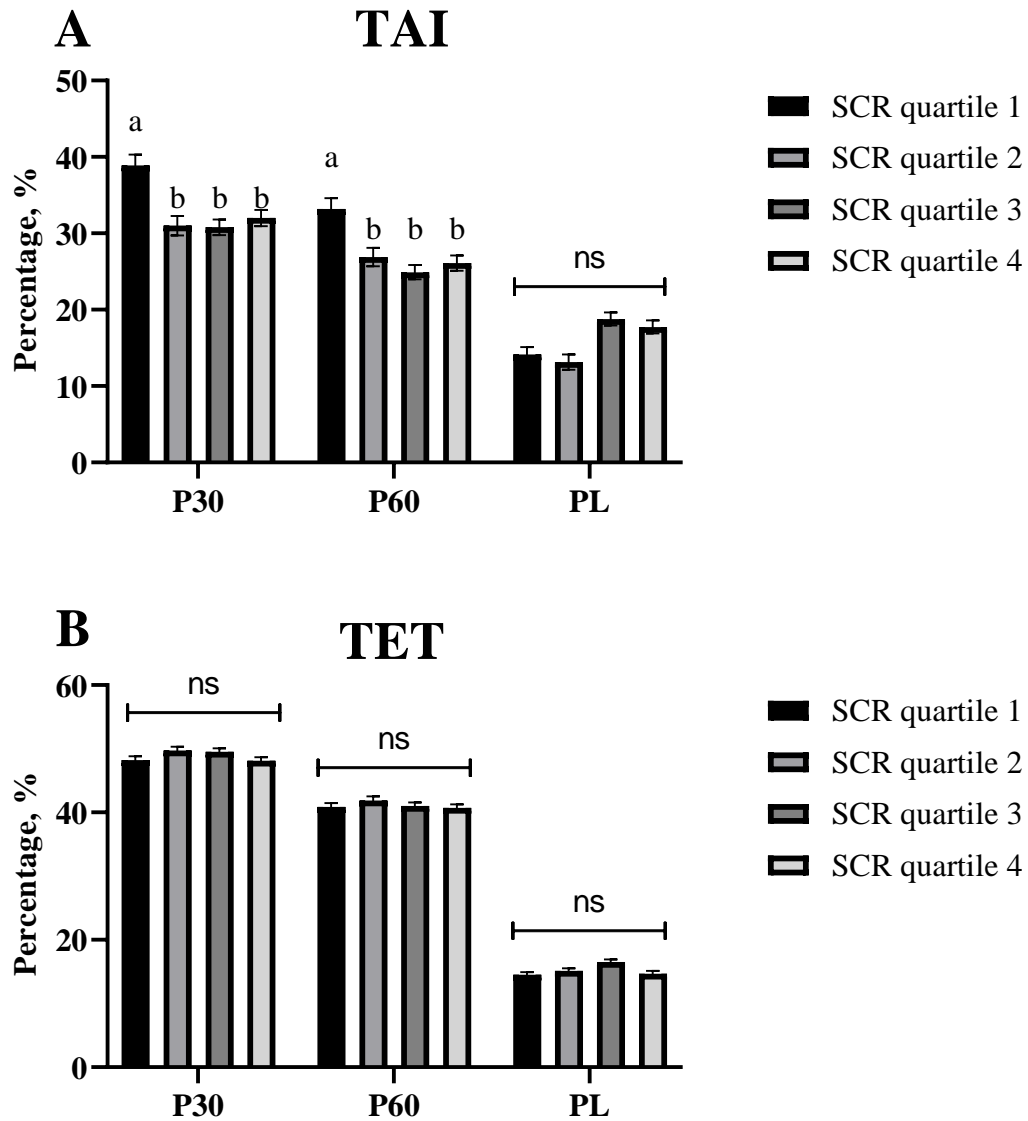 A
TAI
50
40
30
20
10
0
Percentage, %
a
b b b
a
b b b
ns
P30 P60 PL
SCR quartile 1
SCR quartile 2
SCR quartile 3
SCR quartile 4
B
TET
60
40
20
0
Percentage, %
ns
ns
ns
P30 P60 PL
SCR quartile 1
SCR quartile 2
SCR quartile 3
SCR quartile 4